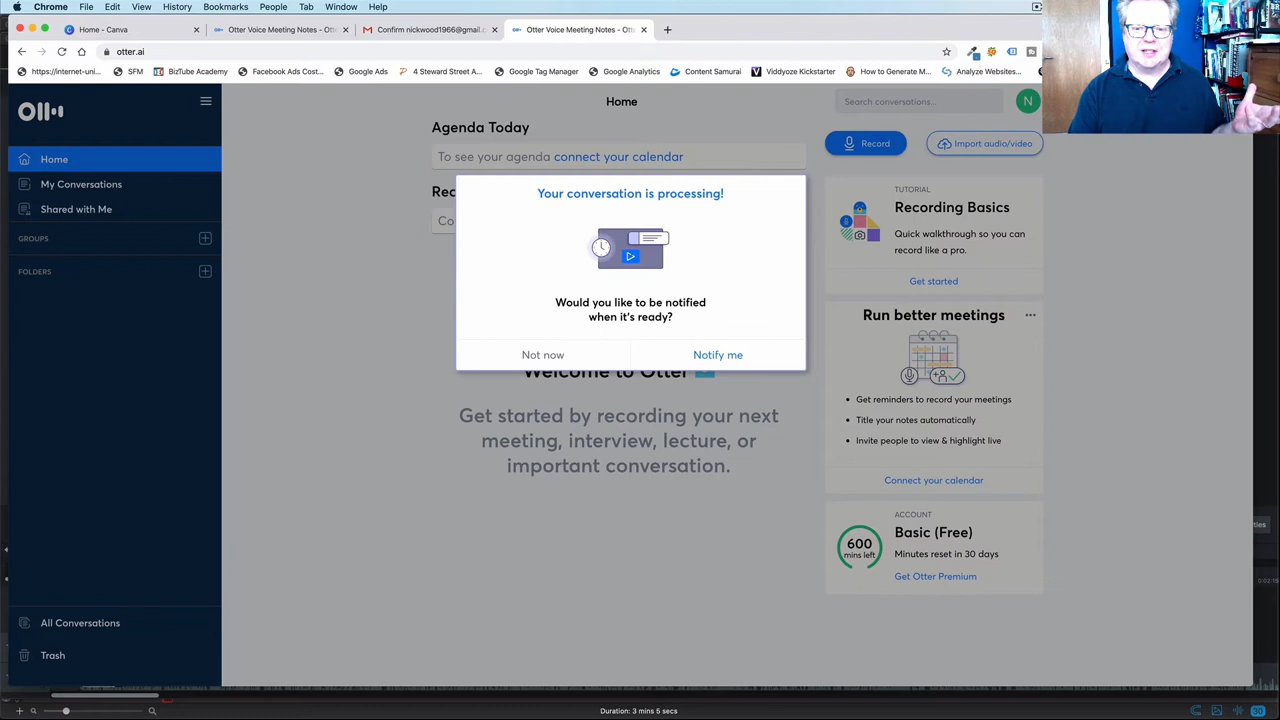 Chrome File Edit View History Bookmarks People Tab Window Help
Home - Canva
Otter Voice Meeting Notes - Ot
Confirm nickwood1966@gmail.
Otter Voice Meeting Notes - Ot
otter.ai
https://internet-uni...
SFM
BizTube Academy
Facebook Ads Cost...
Google Ads
4 Steward Street A...
Google Tag Manager
Google Analytics
Content Samurai
Viddyoze Kickstarter
How to Generate M...
Analyze Websites...
Home
Search conversations...
N
Home
My Conversations
Shared with Me
GROUPS
FOLDERS
All Conversations
Trash
Agenda Today
To see your agenda connect your calendar
Rec
Co
Your conversation is processing!
Would you like to be notified
when it's ready?
Not now
Notify me
Welcome to Otter
Get started by recording your next
meeting, interview, lecture, or
important conversation.
Record
Import audio/video
TUTORIAL
Recording Basics
Quick walkthrough so you can
record like a pro.
Get started
Run better meetings
Get reminders to record your meetings
Title your notes automatically
Invite people to view & highlight live
Connect your calendar
ACCOUNT
600
mins left
Basic (Free)
Minutes reset in 30 days
Get Otter Premium
ties
Duration: 3 mins 5 secs
30